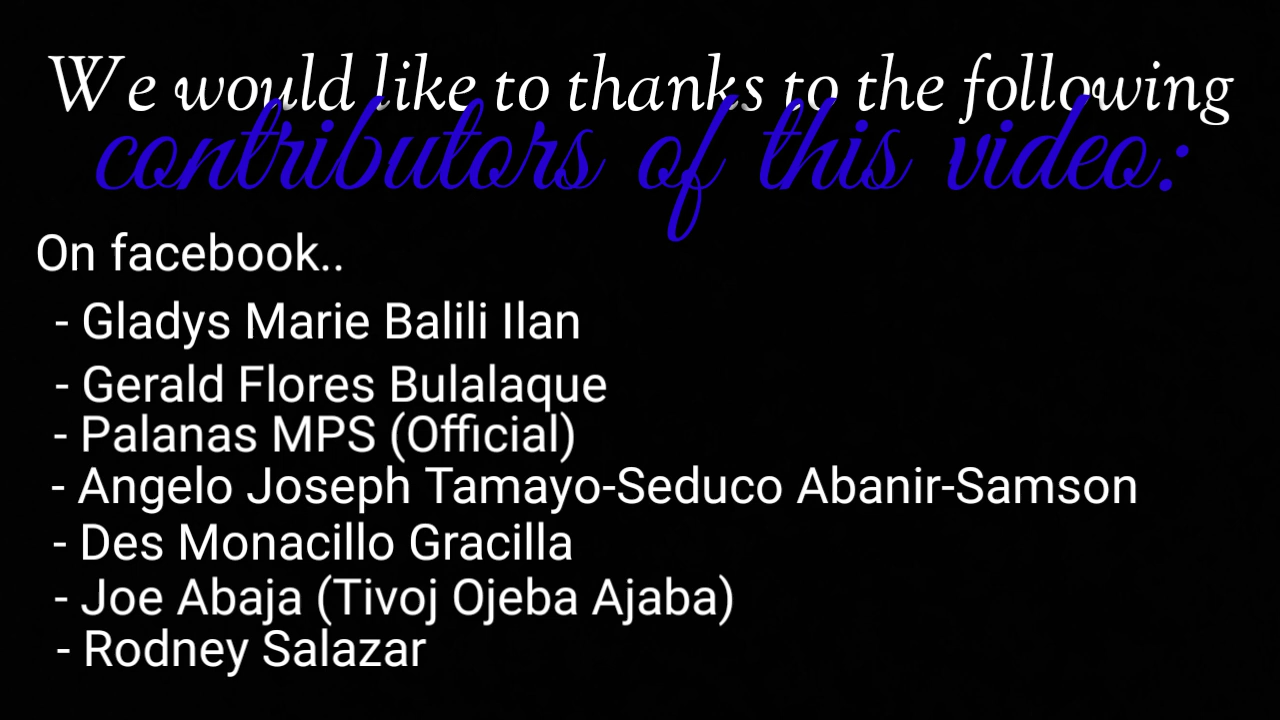 We would like to thanks to the following
contributors of this video:
On facebook..
- Gladys Marie Balili Ilan
- Gerald Flores Bulalaque
- Palanas MPS (Official)
- Angelo Joseph Tamayo-Seduco Abanir-Samson
- Des Monacillo Gracilla
- Joe Abaja (Tivoj Ojeba Ajaba)
- Rodney Salazar